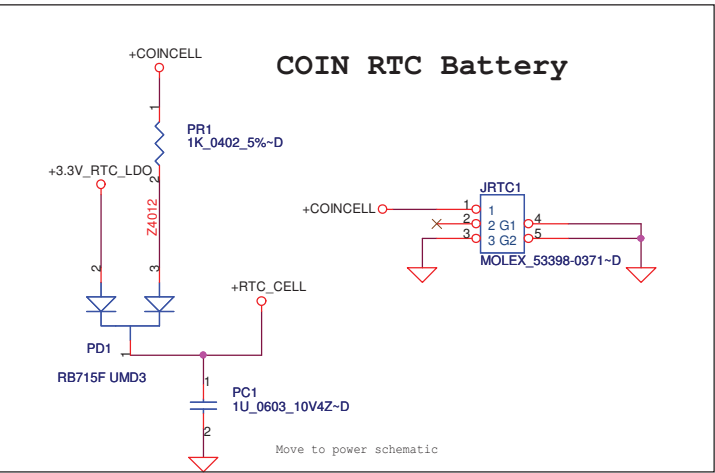 COIN RTC Battery
+COINCELL
1
PR1
1K_0402_5%~D
2
+3.3V_RTC_LDO
Z4012
2
3
+RTC_CELL
PD1
1
RB715F UMD3
1
PC1
1U_0603_10V4Z~D
2
JRTC1
+COINCELL
1
1
2
2 G1
4
3
3 G2
5
MOLEX_53398-0371~D
Move to power schematic